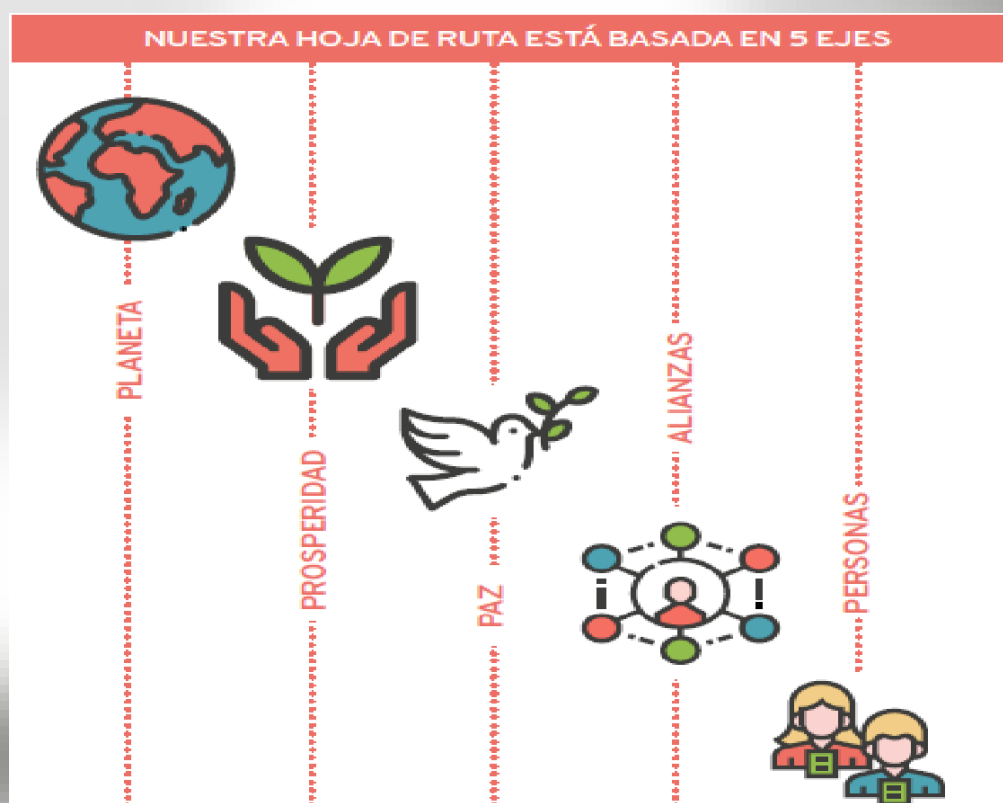 NUESTRA HOJA DE RUTA ESTÁ BASADA EN 5 EJES
PLANETA
PROSPERIDAD
PAZ
ALIANZAS
PERSONAS